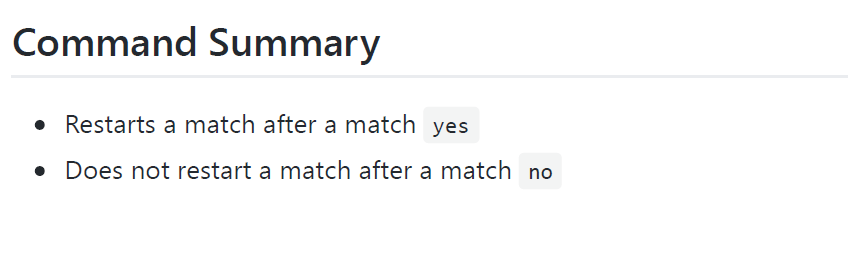 Command Summary
Restarts a match after a match yes
Does not restart a match after a match no